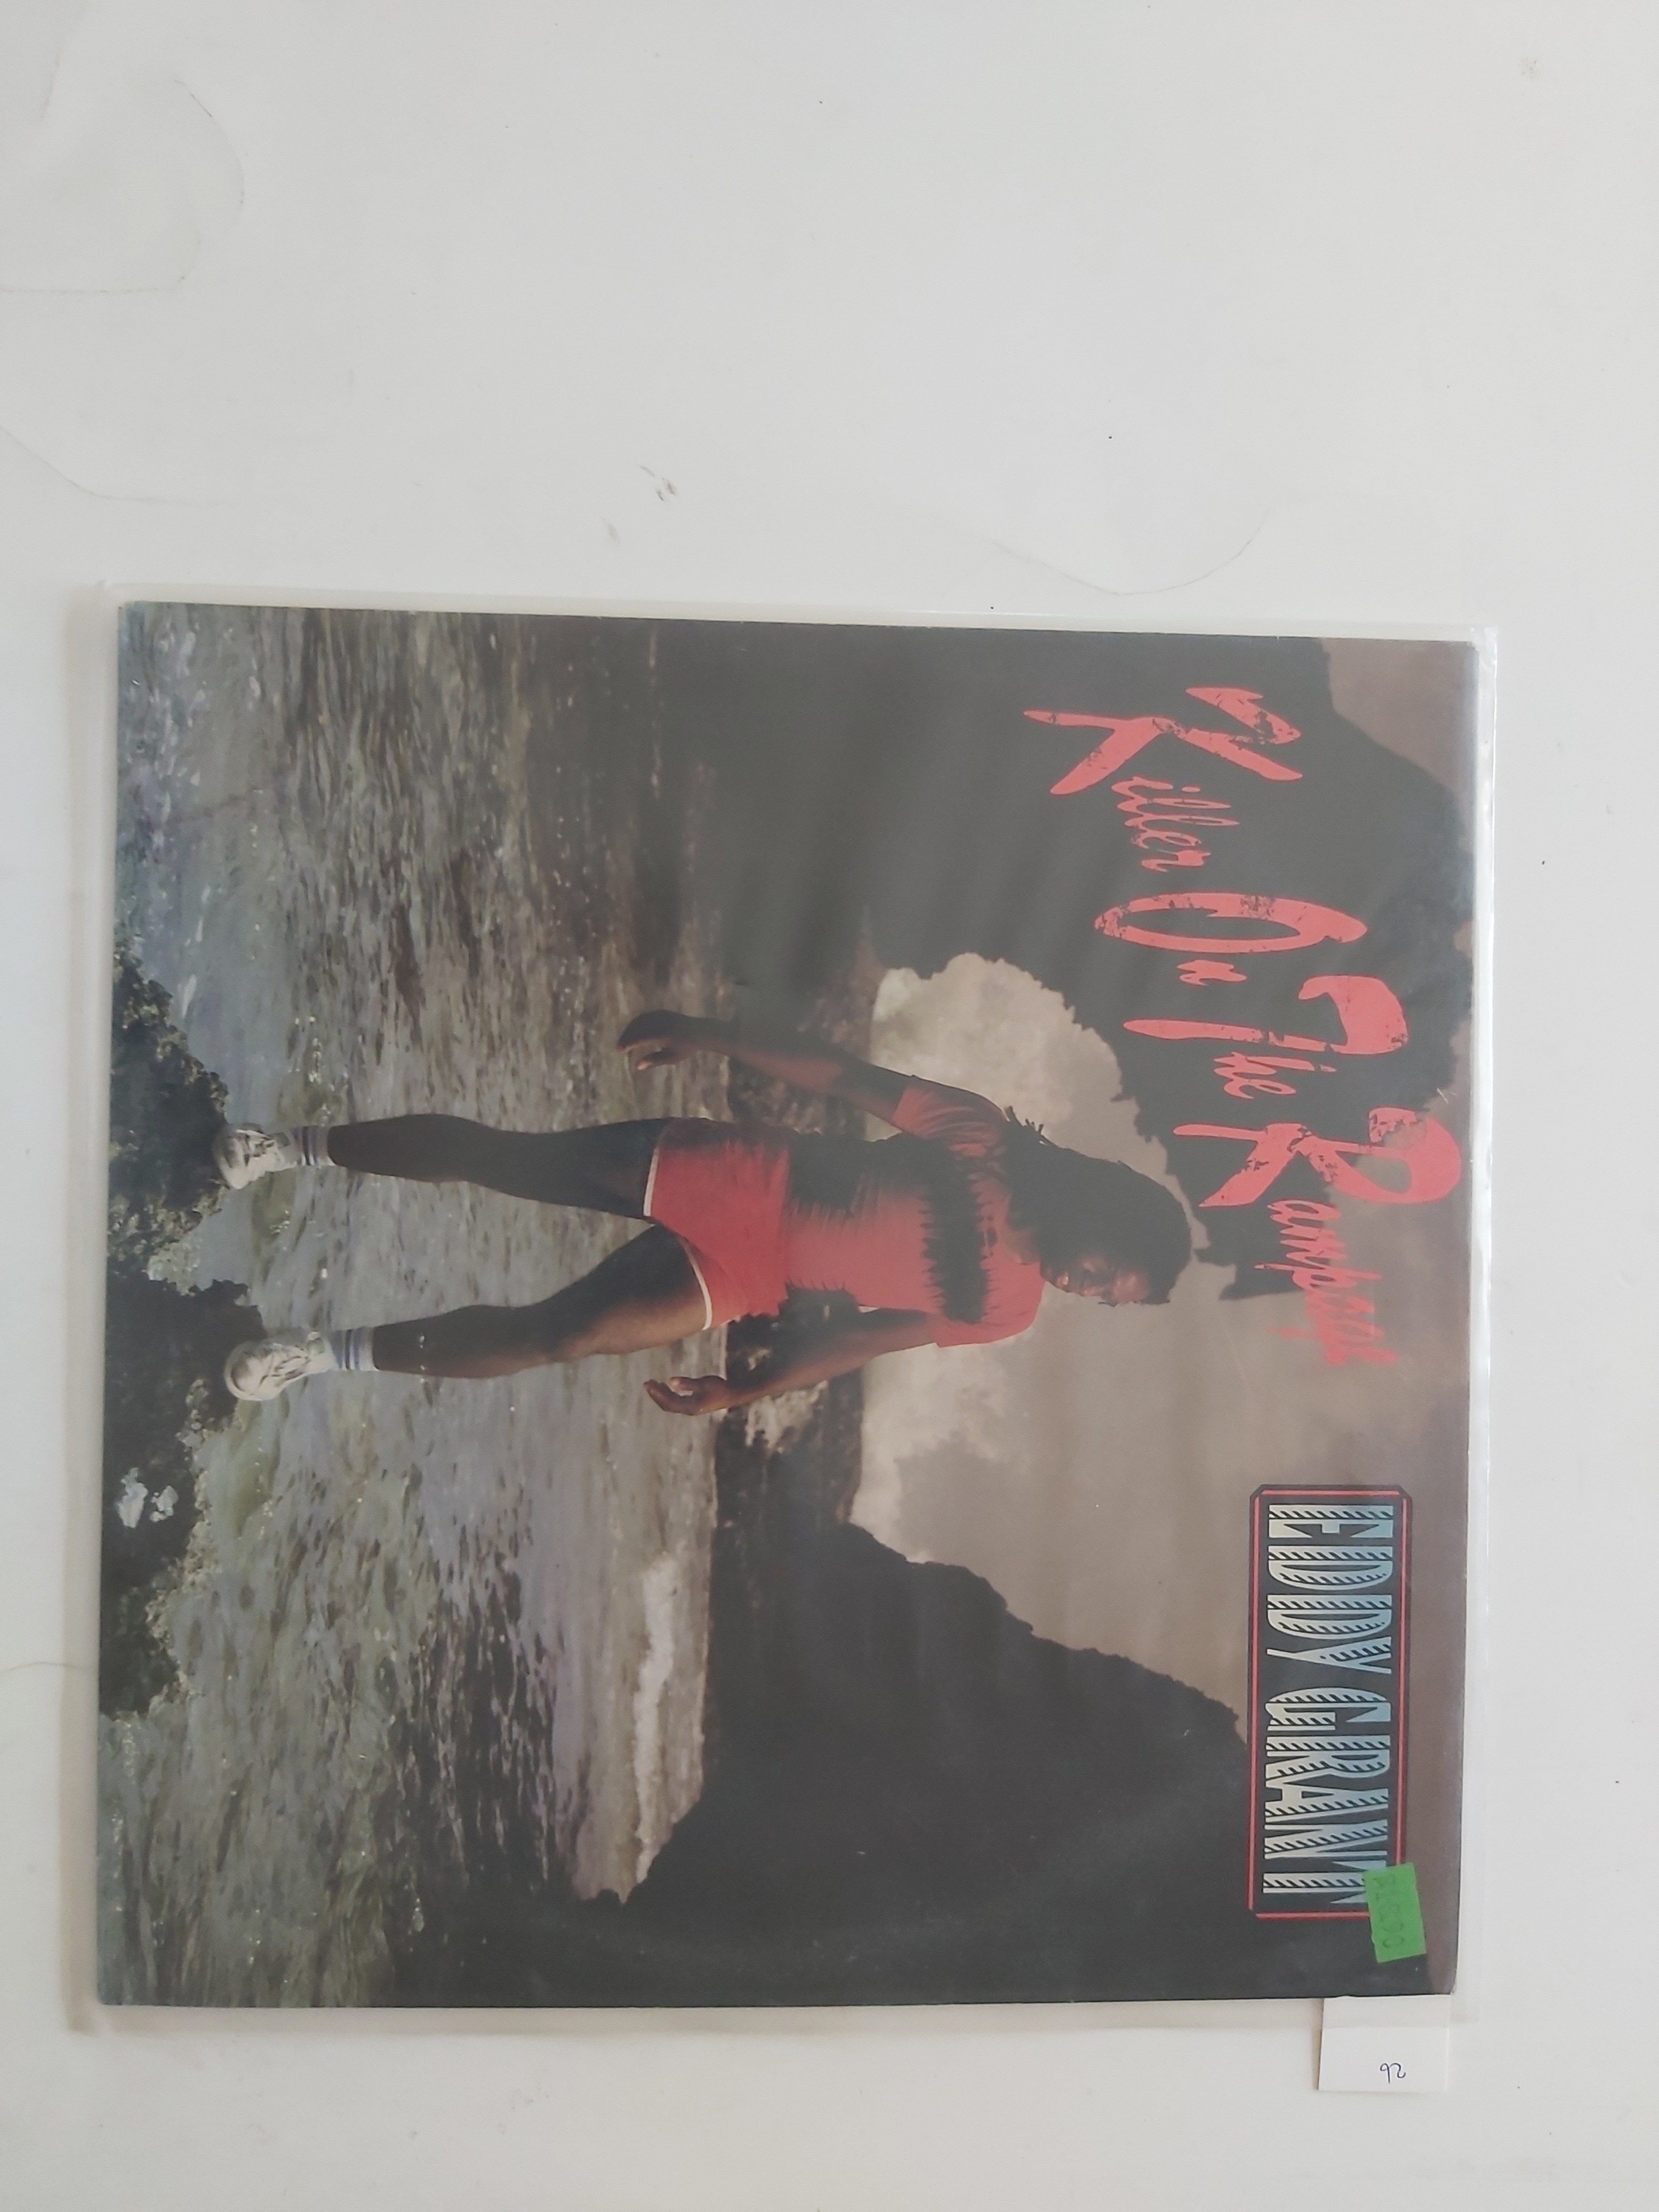 Killer On The Rampage
EDDY GRANT
92